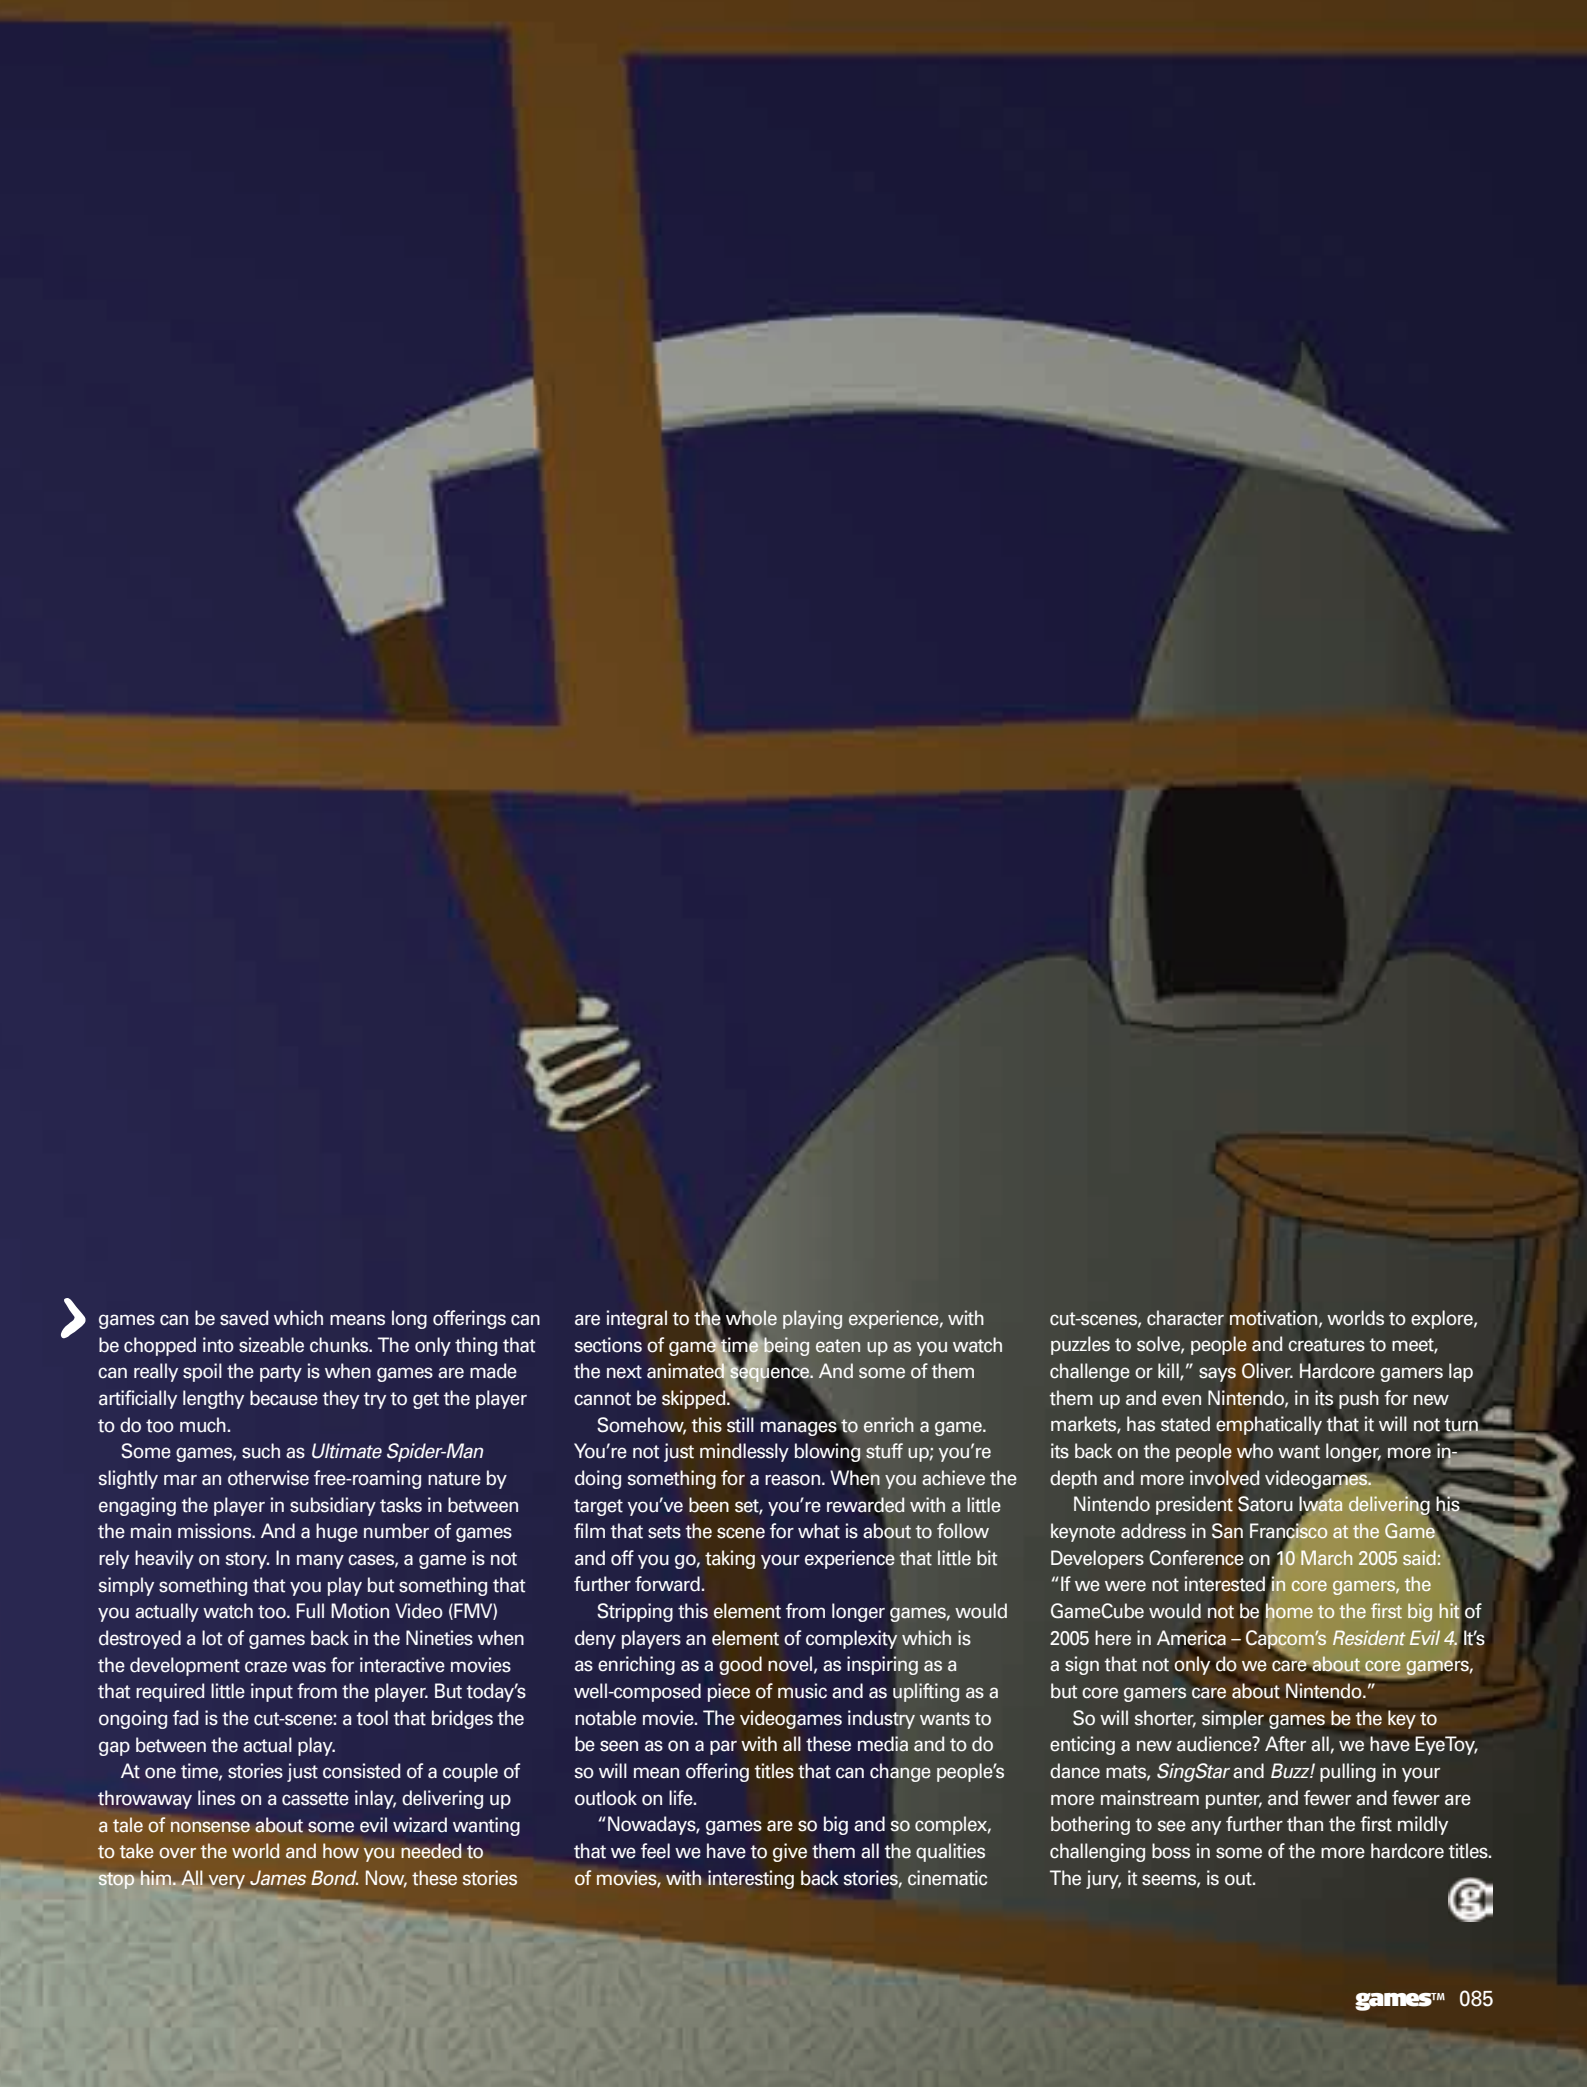 games can be saved which means long offerings can
be chopped into sizeable chunks. The only thing that
can really spoil the party is when games are made
artificially lengthy because they try to get the player
to do too much.
Some games, such as Ultimate Spider-Man
slightly mar an otherwise free-roaming nature by
engaging the player in subsidiary tasks in between
the main missions. And a huge number of games
rely heavily on story. In many cases, a game is not
simply something that you play but something that
you actually watch too. Full Motion Video (FMV)
destroyed a lot of games back in the Nineties when
the development craze was for interactive movies
that required little input from the player. But today’s
ongoing fad is the cut-scene: a tool that bridges the
gap between the actual play.
At one time, stories just consisted of a couple of
throwaway lines on a cassette inlay, delivering up
a tale of nonsense about some evil wizard wanting
to take over the world and how you needed to
stop him. All very James Bond. Now, these stories
are integral to the whole playing experience, with
sections of game time being eaten up as you watch
the next animated sequence. And some of them
cannot be skipped.
Somehow, this still manages to enrich a game.
You’re not just mindlessly blowing stuff up; you’re
doing something for a reason. When you achieve the
target you’ve been set, you’re rewarded with a little
film that sets the scene for what is about to follow
and off you go, taking your experience that little bit
further forward.
Stripping this element from longer games, would
deny players an element of complexity which is
as enriching as a good novel, as inspiring as a
well-composed piece of music and as uplifting as a
notable movie. The videogames industry wants to
be seen as on a par with all these media and to do
so will mean offering titles that can change people’s
outlook on life.
“Nowadays, games are so big and so complex,
that we feel we have to give them all the qualities
of movies, with interesting back stories, cinematic
cut-scenes, character motivation, worlds to explore,
puzzles to solve, people and creatures to meet,
challenge or kill,” says Oliver. Hardcore gamers lap
them up and even Nintendo, in its push for new
markets, has stated emphatically that it will not turn
its back on the people who want longer, more in-
depth and more involved videogames.
Nintendo president Satoru Iwata delivering his
keynote address in San Francisco at the Game
Developers Conference on 10 March 2005 said:
“If we were not interested in core gamers, the
GameCube would not be home to the first big hit of
2005 here in America – Capcom’s Resident Evil 4. It’s
a sign that not only do we care about core gamers,
but core gamers care about Nintendo.”
So will shorter, simpler games be the key to
enticing a new audience? After all, we have EyeToy,
dance mats, SingStar and Buzz! pulling in your
more mainstream punter, and fewer and fewer are
bothering to see any further than the first mildly
challenging boss in some of the more hardcore titles.
The jury, it seems, is out.
g
games™ 085